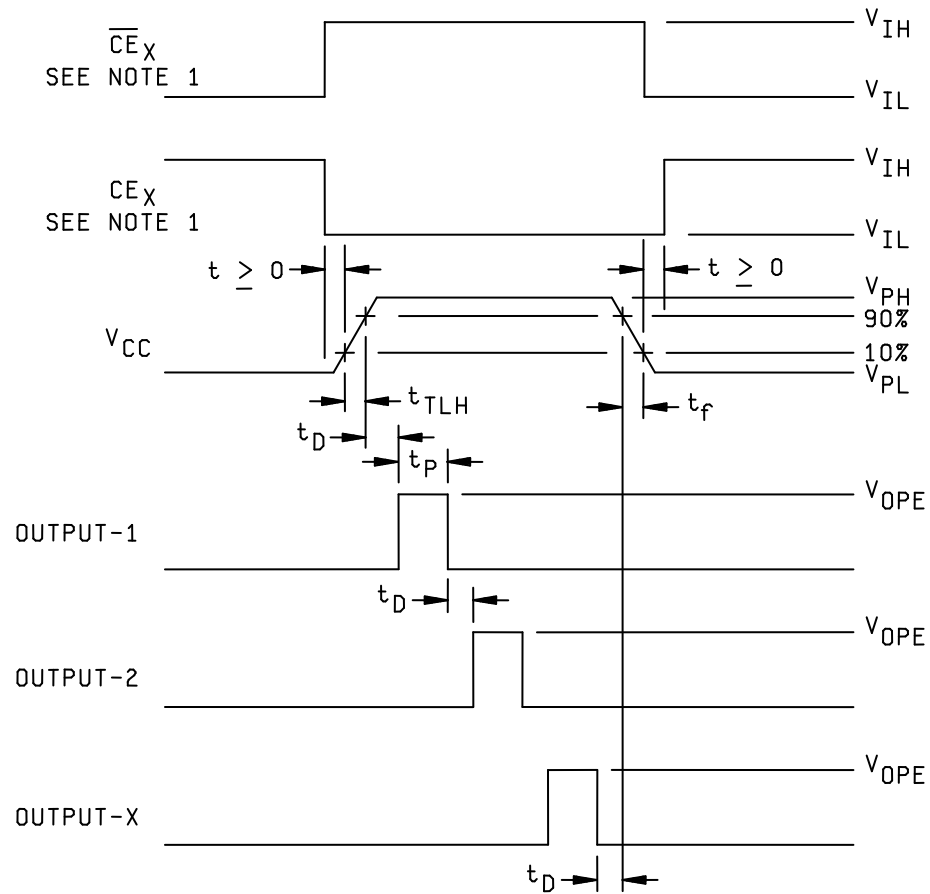 V_IH
C̅E̅_X
SEE NOTE 1
V_IL
V_IH
CE_X
SEE NOTE 1
V_IL
t ≥ 0
t ≥ 0
V_PH
90%
V_CC
10%
V_PL
t_TLH
t_f
t_D
t_P
V_OPE
OUTPUT-1
t_D
V_OPE
OUTPUT-2
V_OPE
OUTPUT-X
t_D